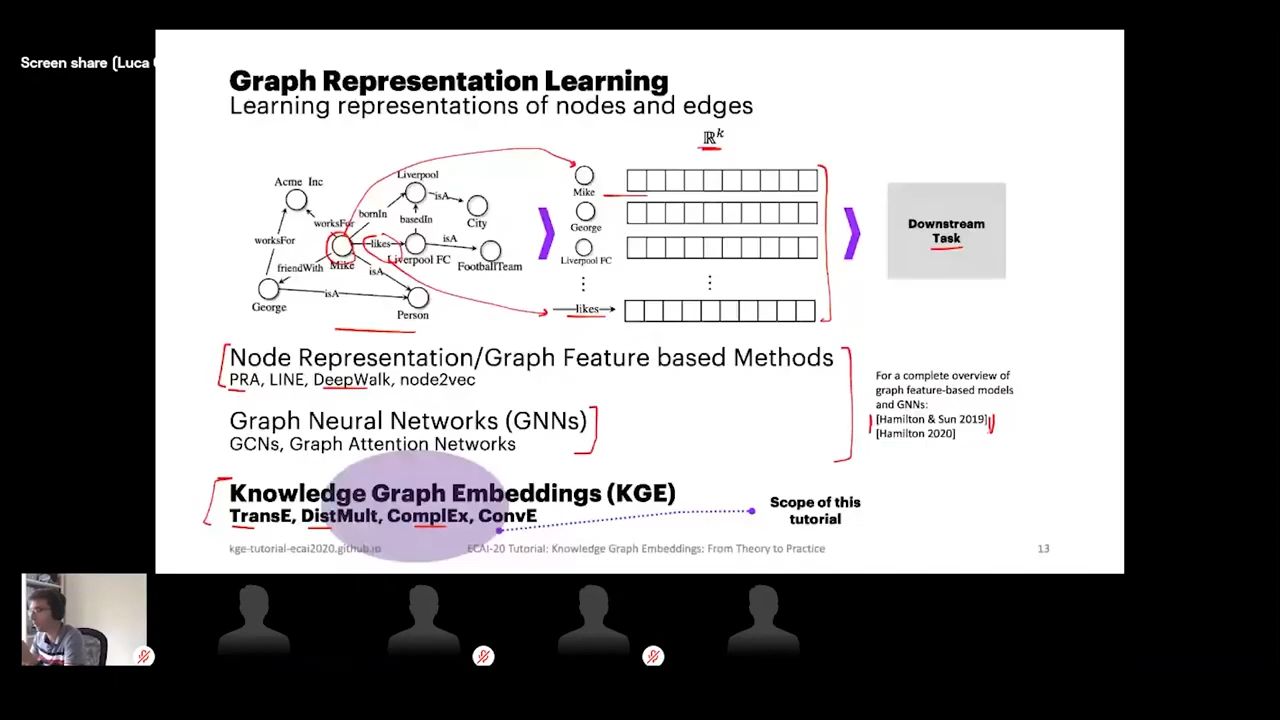 Screen share (Luca
Graph Representation Learning
Learning representations of nodes and edges
ℝᵏ
Acme Inc
Liverpool
isA
City
bornIn
worksFor
basedIn
worksFor
likes
isA
Mike
Liverpool FC
FootballTeam
friendWith
isA
isA
George
Person
Mike
George
Liverpool FC
⋮
⋮
likes
Downstream
Task
Node Representation/Graph Feature based Methods
PRA, LINE, DeepWalk, node2vec
Graph Neural Networks (GNNs)
GCNs, Graph Attention Networks
For a complete overview of
graph feature-based models
and GNNs:
[Hamilton & Sun 2019]
[Hamilton 2020]
Knowledge Graph Embeddings (KGE)
TransE, DistMult, ComplEx, ConvE
Scope of this
tutorial
kge-tutorial-ecai2020.github.io
ECAI-20 Tutorial: Knowledge Graph Embeddings: From Theory to Practice
13